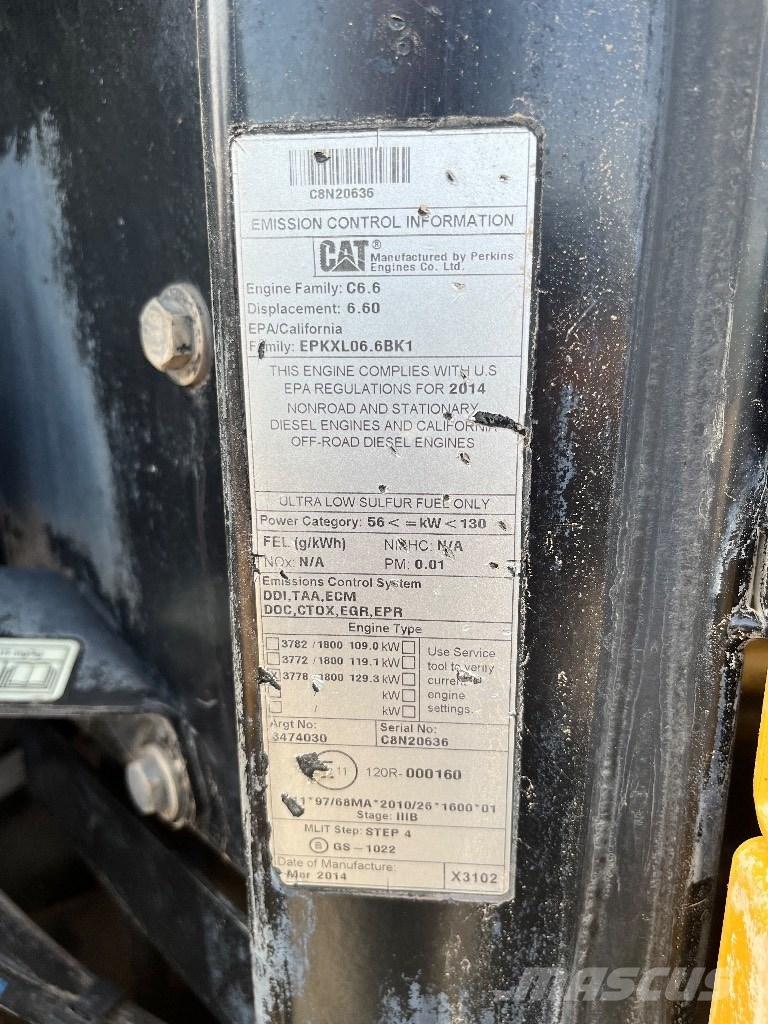 C8N20636
EMISSION CONTROL INFORMATION
CAT® Manufactured by Perkins
Engines Co. Ltd.
Engine Family: C6.6
Displacement: 6.60
EPA/California
Family: EPKXL06.6BK1
THIS ENGINE COMPLIES WITH U.S
EPA REGULATIONS FOR 2014
NONROAD AND STATIONARY
DIESEL ENGINES AND CALIFORNIA
OFF-ROAD DIESEL ENGINES
ULTRA LOW SULFUR FUEL ONLY
Power Category: 56 < = kW < 130
FEL (g/kWh) NMHC: N/A
NOx: N/A PM: 0.01
Emissions Control System
DDI,TAA,ECM
DOC,CTOX,EGR,EPR
Engine Type
3782 / 1800 109.0 kW
3772 / 1800 119.1 kW
X 3778 1800 129.3 kW
/ kW
/ kW
Use Service
tool to verify
current
engine
settings.
Argt No: Serial No:
3474030 C8N20636
11 120R-000160
11*97/68MA*2010/26*1600*01
Stage: IIIB
MLIT Step: STEP 4
GS-1022
Date of Manufacture:
Mar 2014 X3102
MASCUS